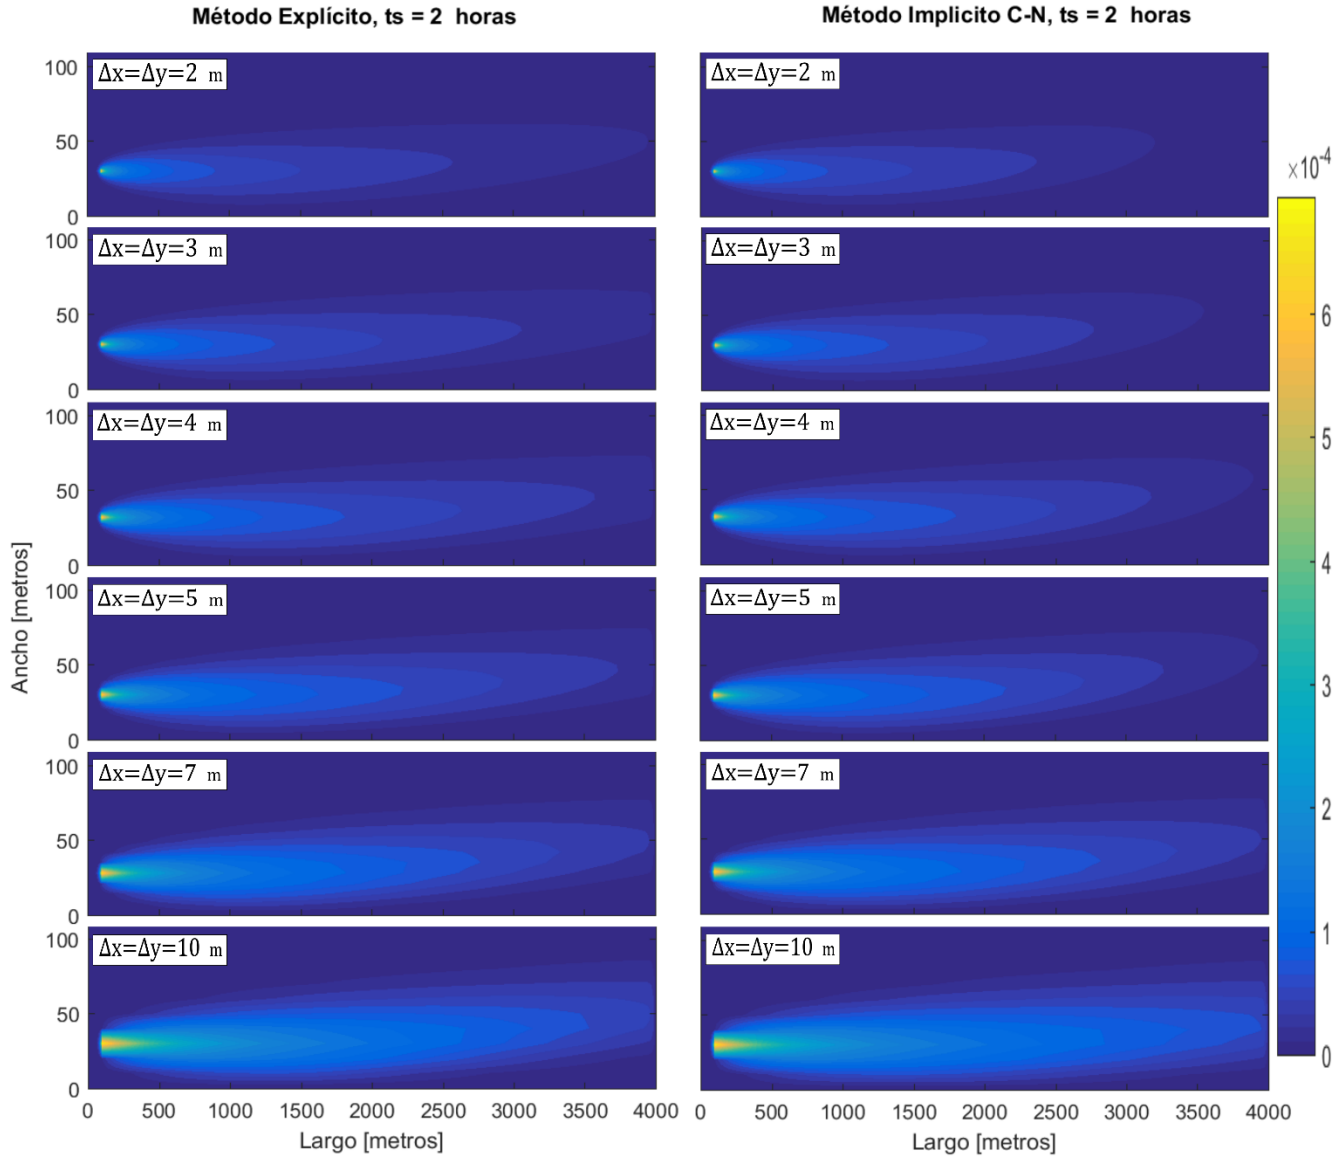 Método Explícito, ts = 2 horas
Método Implicito C-N, ts = 2 horas
Δx=Δy=2 m
Δx=Δy=2 m
100
50
0
×10-4
Δx=Δy=3 m
Δx=Δy=3 m
100
50
0
Δx=Δy=4 m
Δx=Δy=4 m
100
50
0
Δx=Δy=5 m
Δx=Δy=5 m
100
50
0
Δx=Δy=7 m
Δx=Δy=7 m
100
50
0
Δx=Δy=10 m
Δx=Δy=10 m
100
50
0
Ancho [metros]
6
5
4
3
2
1
0
0 500 1000 1500 2000 2500 3000 3500 4000
0 500 1000 1500 2000 2500 3000 3500 4000
Largo [metros]
Largo [metros]